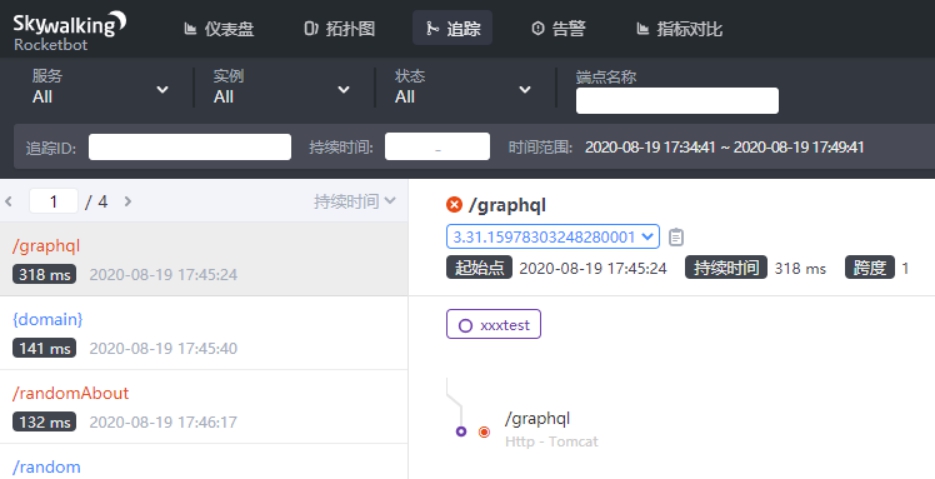 Skywalking
Rocketbot
仪表盘 拓扑图 追踪 告警 指标对比
服务 实例 状态 端点名称
All All All
追踪ID: 持续时间: - 时间范围: 2020-08-19 17:34:41 ~ 2020-08-19 17:49:41
1 / 4 持续时间
/graphql
318 ms 2020-08-19 17:45:24
{domain}
141 ms 2020-08-19 17:45:40
/randomAbout
132 ms 2020-08-19 17:46:17
/random
/graphql
3.31.15978303248280001
起始点 2020-08-19 17:45:24 持续时间 318 ms 跨度 1
xxxtest
/graphql
Http - Tomcat